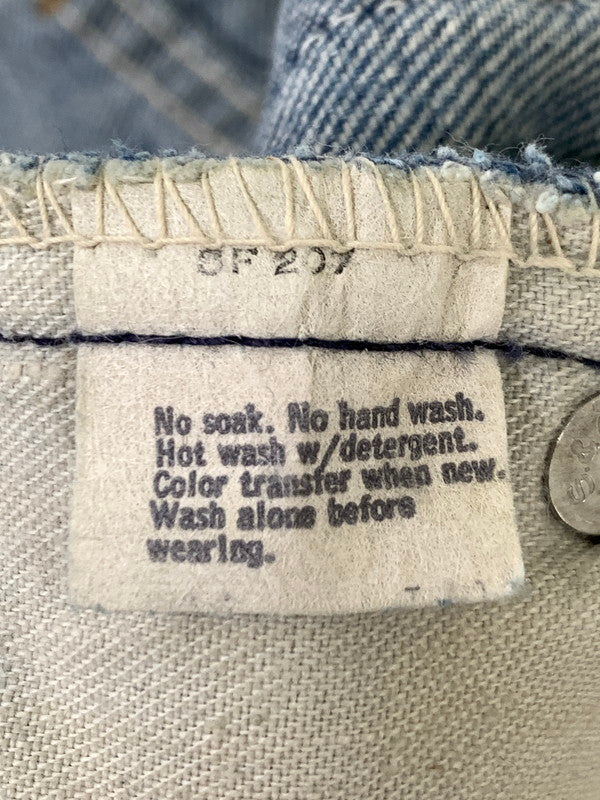 SF 207
No soak. No hand wash.
Hot wash w/detergent.
Color transfer when new.
Wash alone before
wearing.
S.&